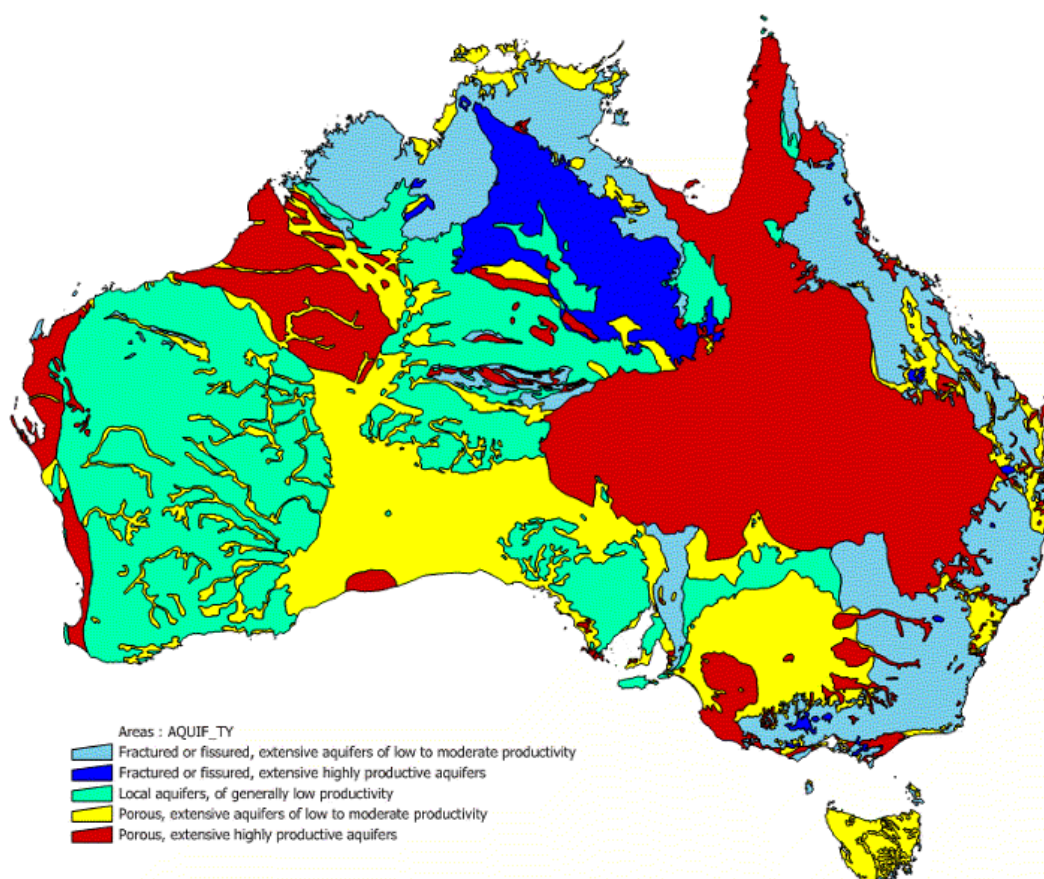 Areas : AQUIF_TY
Fractured or fissured, extensive aquifers of low to moderate productivity
Fractured or fissured, extensive highly productive aquifers
Local aquifers, of generally low productivity
Porous, extensive aquifers of low to moderate productivity
Porous, extensive highly productive aquifers